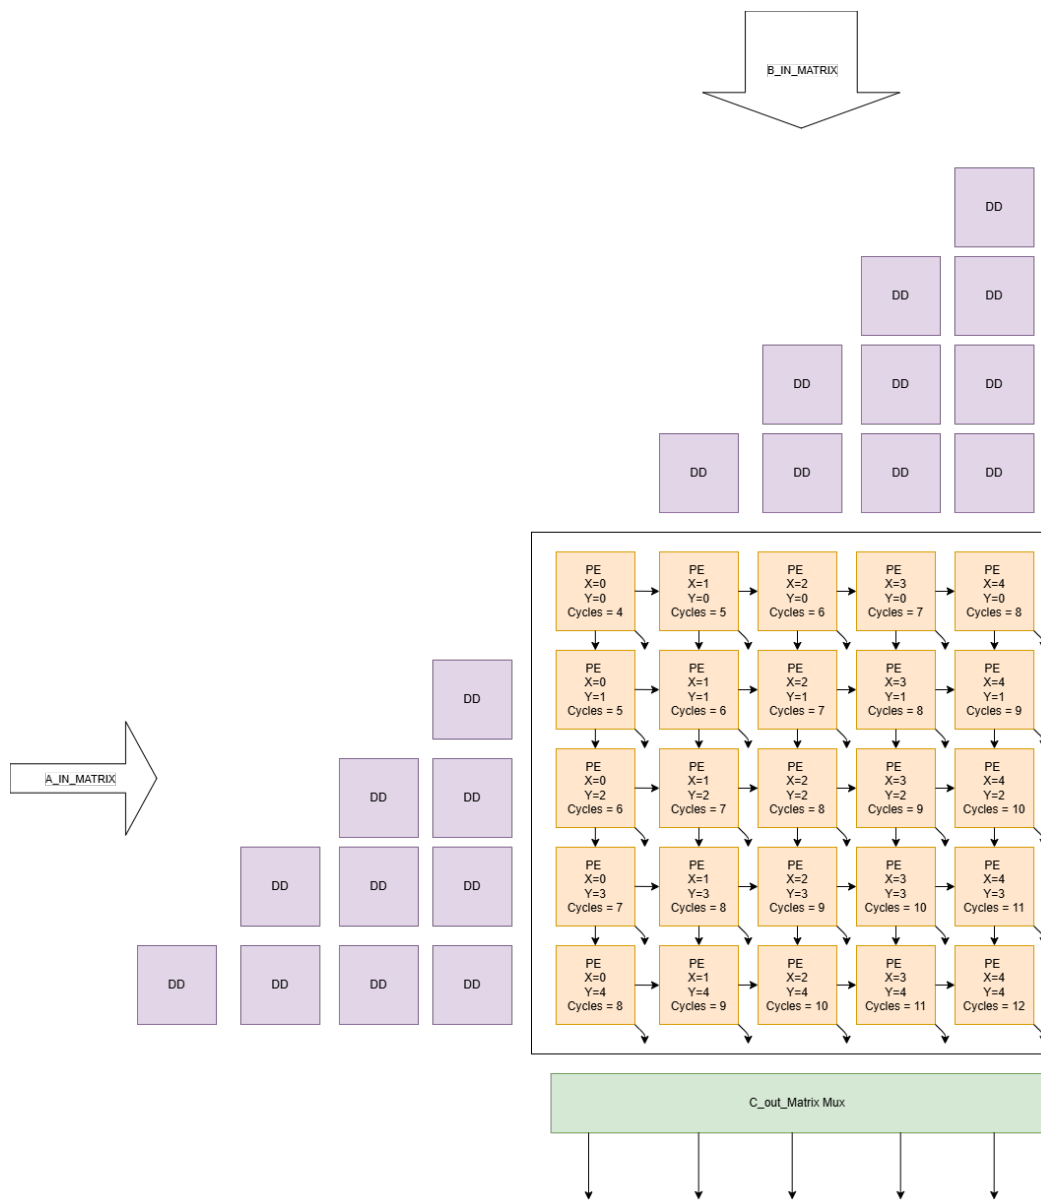 B_IN_MATRIX
DD
DD
DD
DD
DD
DD
DD
DD
DD
DD
PE
X=0
Y=0
Cycles = 4
PE
X=1
Y=0
Cycles = 5
PE
X=2
Y=0
Cycles = 6
PE
X=3
Y=0
Cycles = 7
PE
X=4
Y=0
Cycles = 8
DD
PE
X=0
Y=1
Cycles = 5
PE
X=1
Y=1
Cycles = 6
PE
X=2
Y=1
Cycles = 7
PE
X=3
Y=1
Cycles = 8
PE
X=4
Y=1
Cycles = 9
A_IN_MATRIX
DD
DD
PE
X=0
Y=2
Cycles = 6
PE
X=1
Y=2
Cycles = 7
PE
X=2
Y=2
Cycles = 8
PE
X=3
Y=2
Cycles = 9
PE
X=4
Y=2
Cycles = 10
DD
DD
DD
PE
X=0
Y=3
Cycles = 7
PE
X=1
Y=3
Cycles = 8
PE
X=2
Y=3
Cycles = 9
PE
X=3
Y=3
Cycles = 10
PE
X=4
Y=3
Cycles = 11
DD
DD
DD
DD
PE
X=0
Y=4
Cycles = 8
PE
X=1
Y=4
Cycles = 9
PE
X=2
Y=4
Cycles = 10
PE
X=3
Y=4
Cycles = 11
PE
X=4
Y=4
Cycles = 12
C_out_Matrix Mux